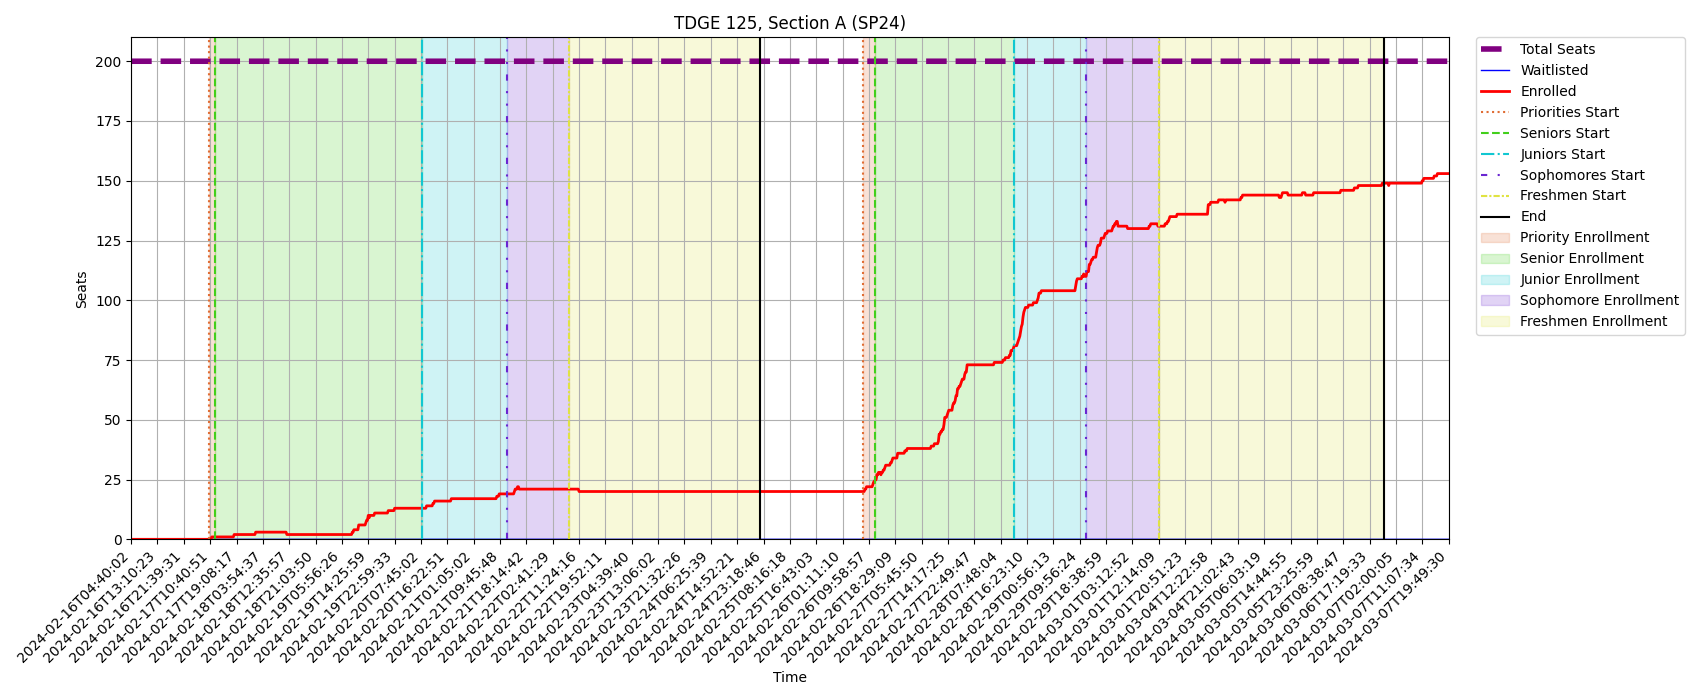 TDGE 125, Section A (SP24)
Seats
200
175
150
125
100
75
50
25
0
2024-02-16T04:40:02
2024-02-16T13:10:23
2024-02-16T21:39:31
2024-02-17T10:40:51
2024-02-17T19:08:17
2024-02-18T03:54:37
2024-02-18T12:35:57
2024-02-18T21:03:50
2024-02-19T05:56:26
2024-02-19T14:25:59
2024-02-19T22:59:33
2024-02-20T07:45:02
2024-02-20T16:22:51
2024-02-21T01:05:02
2024-02-21T09:45:48
2024-02-21T18:14:42
2024-02-22T02:41:29
2024-02-22T11:24:16
2024-02-22T19:52:11
2024-02-23T04:39:40
2024-02-23T13:06:02
2024-02-23T21:32:26
2024-02-24T06:25:39
2024-02-24T14:52:21
2024-02-24T23:18:46
2024-02-25T08:16:18
2024-02-25T16:43:03
2024-02-26T01:11:10
2024-02-26T09:58:57
2024-02-26T18:29:09
2024-02-27T05:45:50
2024-02-27T14:17:25
2024-02-27T22:49:47
2024-02-28T07:48:04
2024-02-28T16:23:10
2024-02-29T00:56:13
2024-02-29T09:56:24
2024-02-29T18:38:59
2024-03-01T03:12:52
2024-03-01T12:14:09
2024-03-01T20:51:23
2024-03-04T12:22:58
2024-03-04T21:02:43
2024-03-05T06:03:19
2024-03-05T14:44:55
2024-03-05T23:25:59
2024-03-06T08:38:47
2024-03-06T17:19:33
2024-03-07T02:00:05
2024-03-07T11:07:34
2024-03-07T19:49:30
Time
Total Seats
Waitlisted
Enrolled
Priorities Start
Seniors Start
Juniors Start
Sophomores Start
Freshmen Start
End
Priority Enrollment
Senior Enrollment
Junior Enrollment
Sophomore Enrollment
Freshmen Enrollment